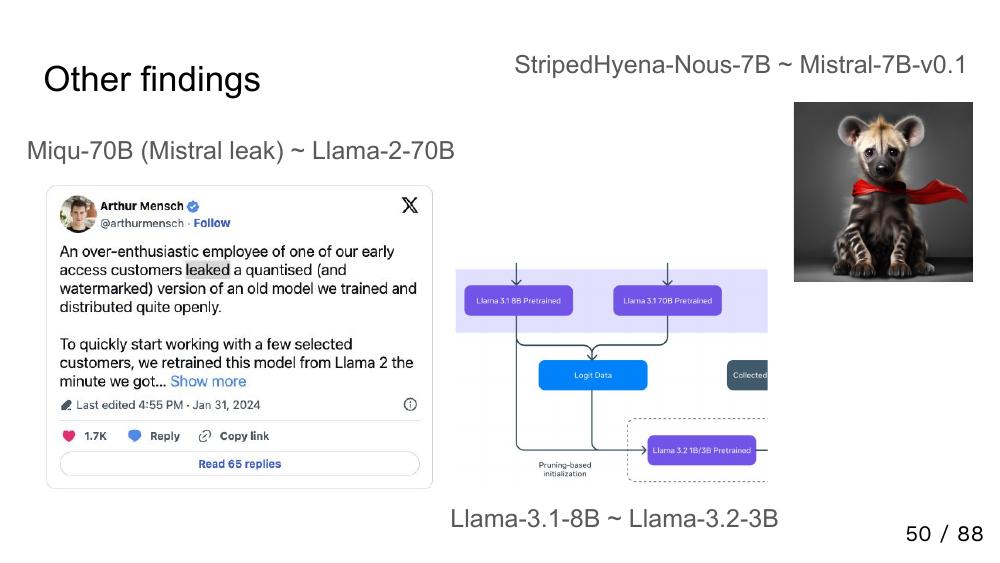 Other findings
StripedHyena-Nous-7B ~ Mistral-7B-v0.1
Miqu-70B (Mistral leak) ~ Llama-2-70B
Arthur Mensch
@arthurmensch · Follow
An over-enthusiastic employee of one of our early
access customers leaked a quantised (and
watermarked) version of an old model we trained and
distributed quite openly.
To quickly start working with a few selected
customers, we retrained this model from Llama 2 the
minute we got... Show more
Last edited 4:55 PM · Jan 31, 2024
1.7K Reply Copy link
Read 65 replies
Llama 3.1 8B Pretrained
Llama 3.1 70B Pretrained
Logit Data
Collected
Llama 3.2 1B/3B Pretrained
Pruning-based
initialization
Llama-3.1-8B ~ Llama-3.2-3B
50 / 88